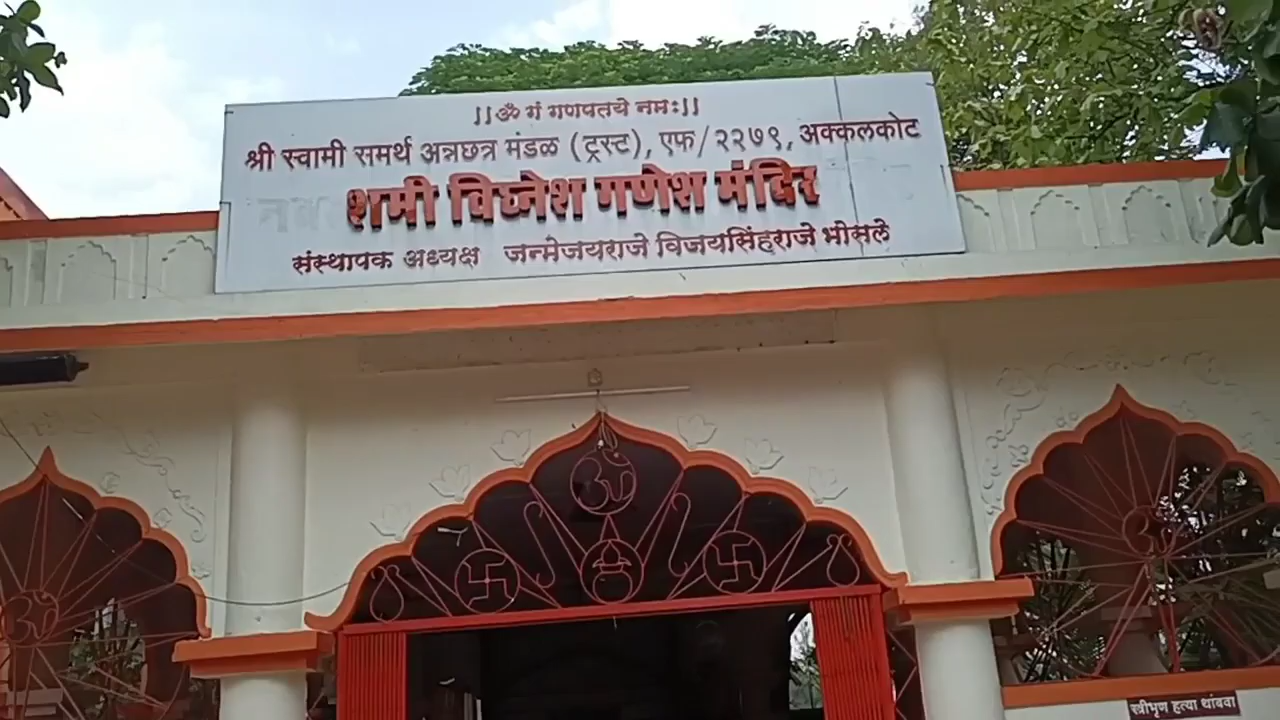 ||ॐ गं गणपतये नमः||
श्री स्वामी समर्थ अन्नछत्र मंडळ (ट्रस्ट), एफ/२२७९, अक्कलकोट
शमी विघ्नेश गणेश मंदिर
संस्थापक अध्यक्ष जन्मेजयराजे विजयसिंहराजे भोसले
ॐ
ॐ
ॐ
स्त्रीभृण हत्या थांबवा